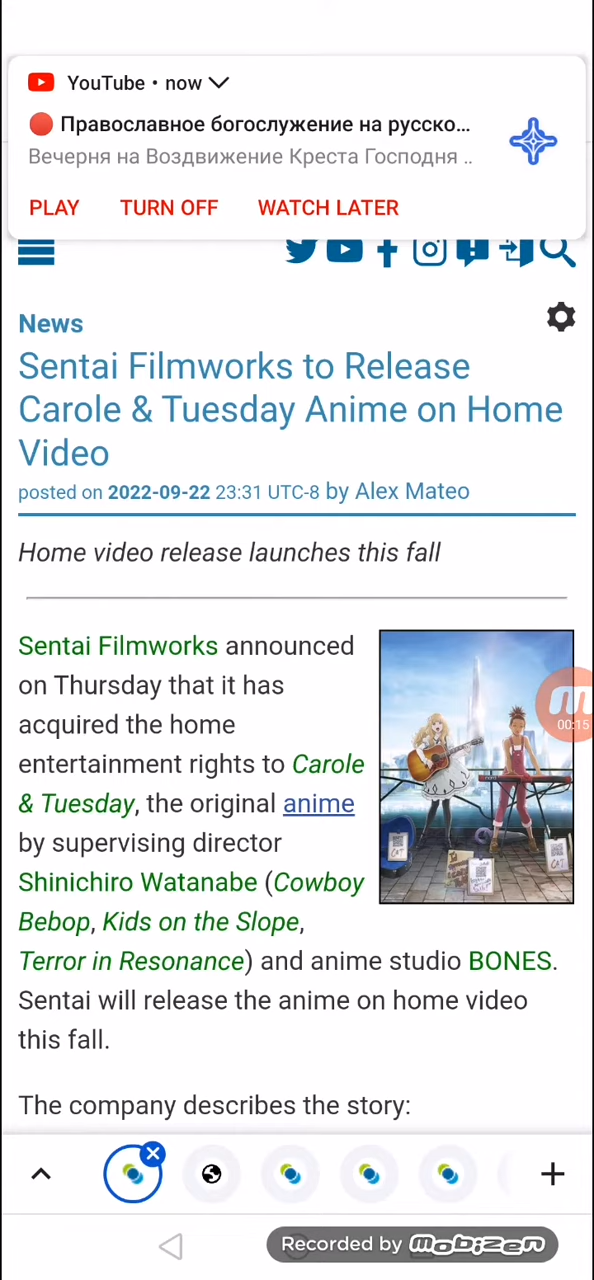 YouTube • now
🔴 Православное богослужение на русско...
Вечерня на Воздвижение Креста Господня ..
PLAY TURN OFF WATCH LATER
News
Sentai Filmworks to Release
Carole & Tuesday Anime on Home
Video
posted on 2022-09-22 23:31 UTC-8 by Alex Mateo
Home video release launches this fall
Sentai Filmworks announced
on Thursday that it has
acquired the home
entertainment rights to Carole
& Tuesday, the original anime
by supervising director
Shinichiro Watanabe (Cowboy
Bebop, Kids on the Slope,
Terror in Resonance) and anime studio BONES.
Sentai will release the anime on home video
this fall.
The company describes the story:
00:15
Recorded by mobizen